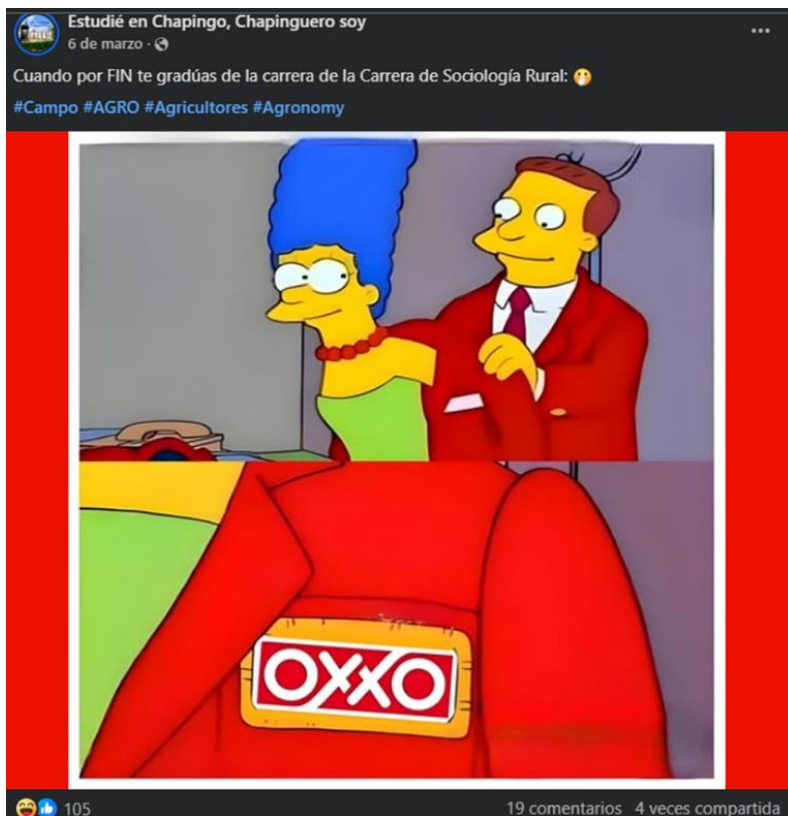 Estudié en Chapingo, Chapinguero soy
6 de marzo
Cuando por FIN te gradúas de la carrera de la Carrera de Sociología Rural: 🤭
#Campo #AGRO #Agricultores #Agronomy
OXXO
105
19 comentarios 4 veces compartida